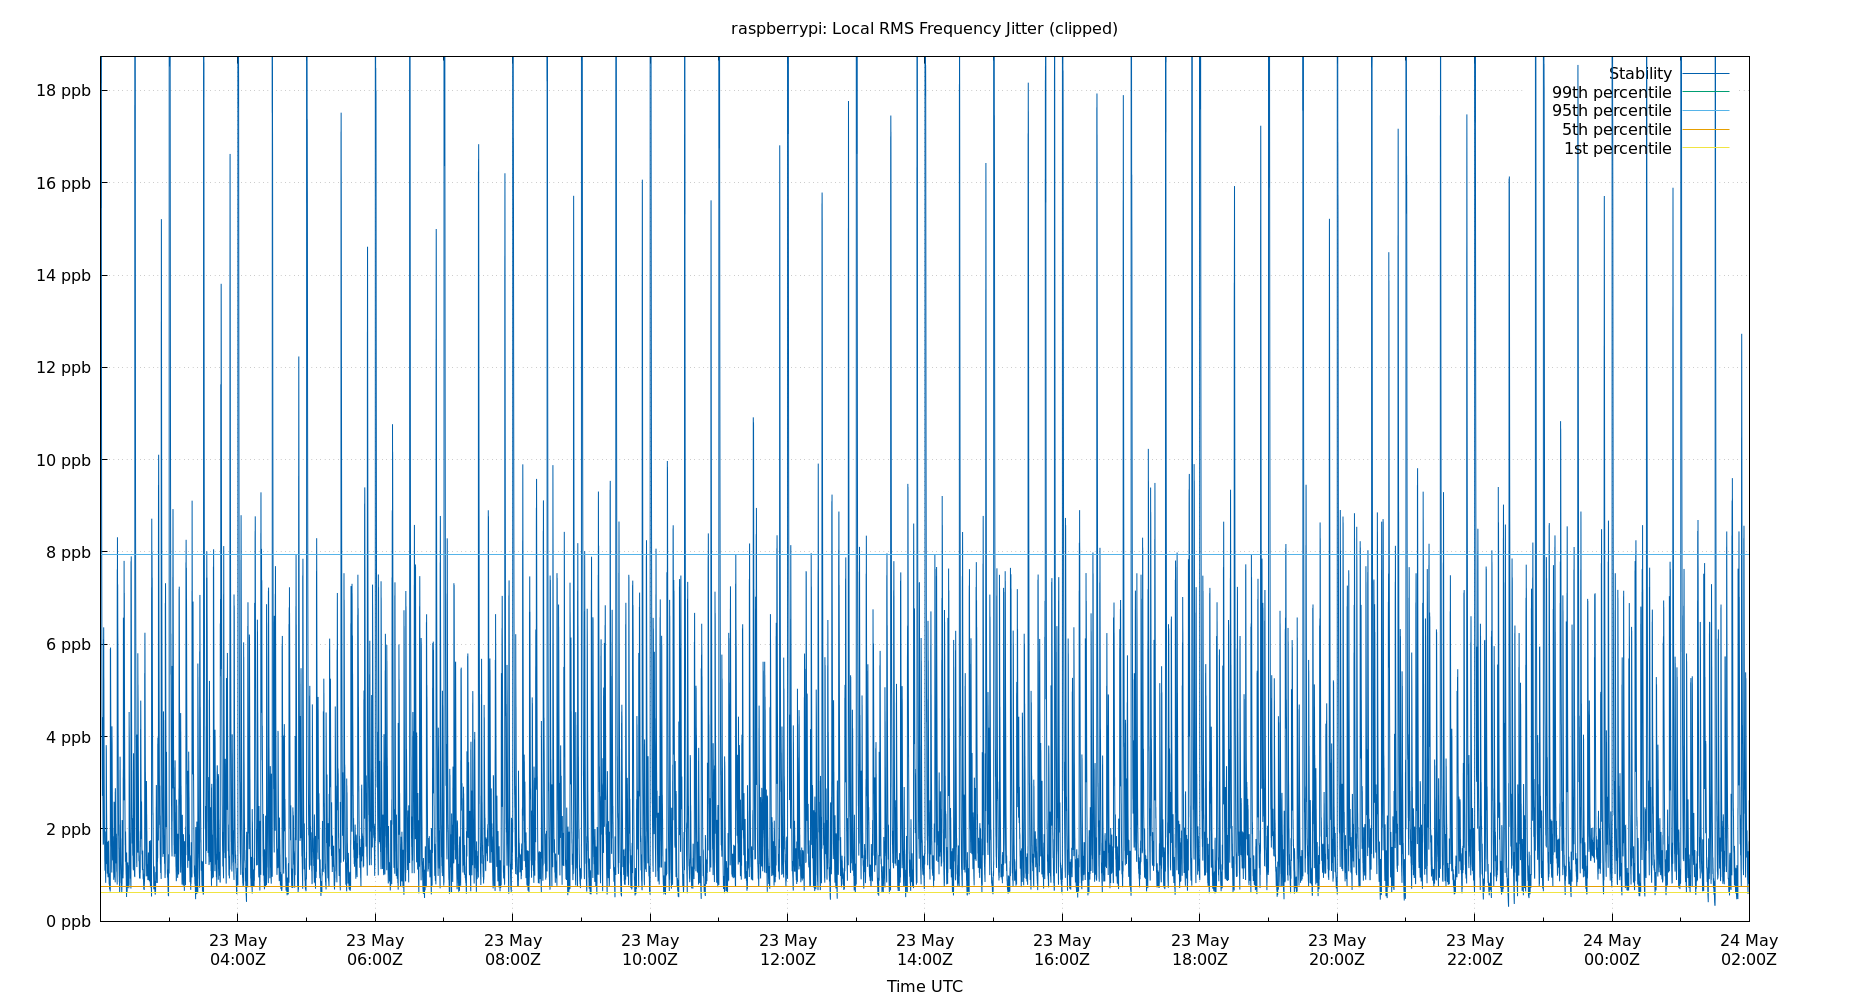 raspberrypi: Local RMS Frequency Jitter (clipped)
Stability
99th percentile
95th percentile
5th percentile
1st percentile
18 ppb
16 ppb
14 ppb
12 ppb
10 ppb
8 ppb
6 ppb
4 ppb
2 ppb
0 ppb
23 May 23 May 23 May 23 May 23 May 23 May 23 May 23 May 23 May 23 May 24 May 24 May
04:00Z 06:00Z 08:00Z 10:00Z 12:00Z 14:00Z 16:00Z 18:00Z 20:00Z 22:00Z 00:00Z 02:00Z
Time UTC